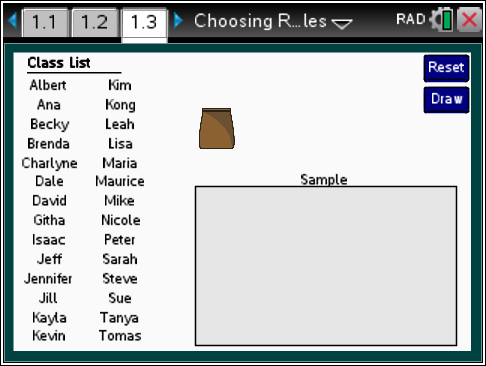 1.1 1.2 1.3 Choosing R...les RAD
Class List
Reset
Draw
Albert Kim
Ana Kong
Becky Leah
Brenda Lisa
Charlyne Maria
Dale Maurice
David Mike
Githa Nicole
Isaac Peter
Jeff Sarah
Jennifer Steve
Jill Sue
Kayla Tanya
Kevin Tomas
Sample